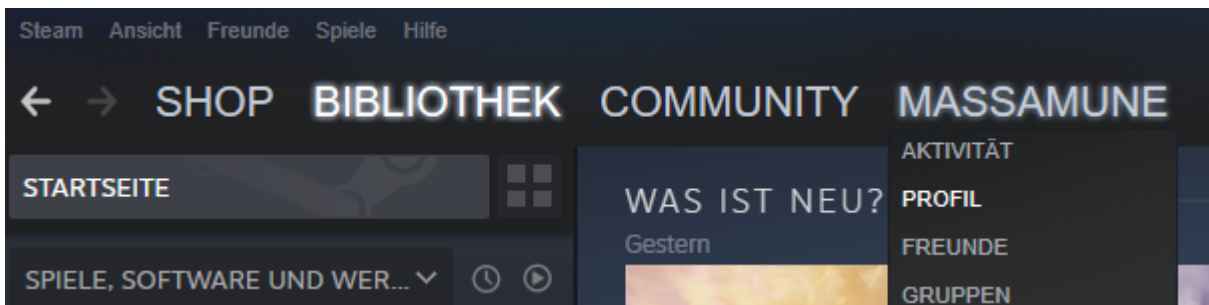 Steam Ansicht Freunde Spiele Hilfe
SHOP BIBLIOTHEK COMMUNITY MASSAMUNE
AKTIVITÄT
PROFIL
FREUNDE
GRUPPEN
STARTSEITE
SPIELE, SOFTWARE UND WER...
WAS IST NEU?
Gestern